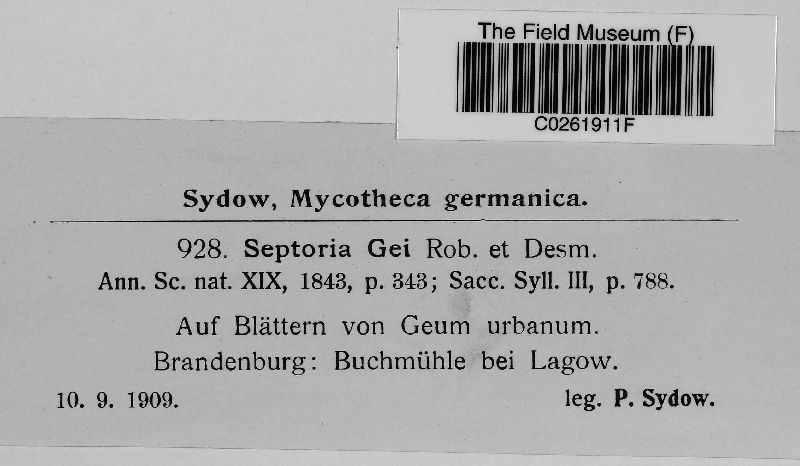 The Field Museum (F)
C0261911F
Sydow, Mycotheca germanica.
928. Septoria Gei Rob. et Desm.
Ann. Sc. nat. XIX, 1843, p. 343; Sacc. Syll. III, p. 788.
Auf Blättern von Geum urbanum.
Brandenburg: Buchmühle bei Lagow.
10. 9. 1909. leg. P. Sydow.